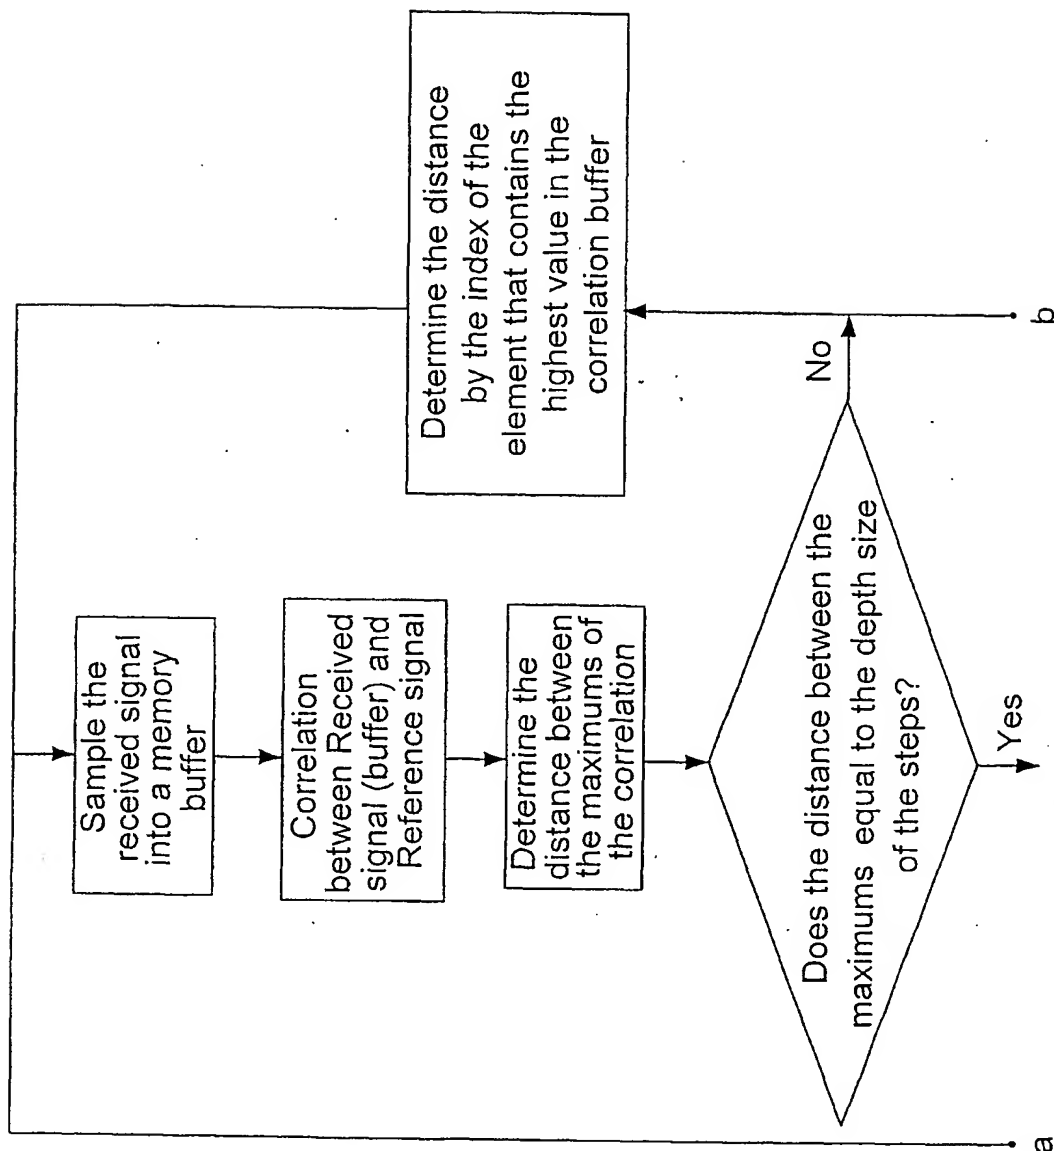 Sample the
received signal
into a memory
buffer
Correlation
between Received
signal (buffer) and
Reference signal
Determine the
distance between
the maximums of
the correlation
Does the distance between the
maximums equal to the depth size
of the steps?
No
Yes
Determine the distance
by the index of the
element that contains the
highest value in the
correlation buffer
a
b